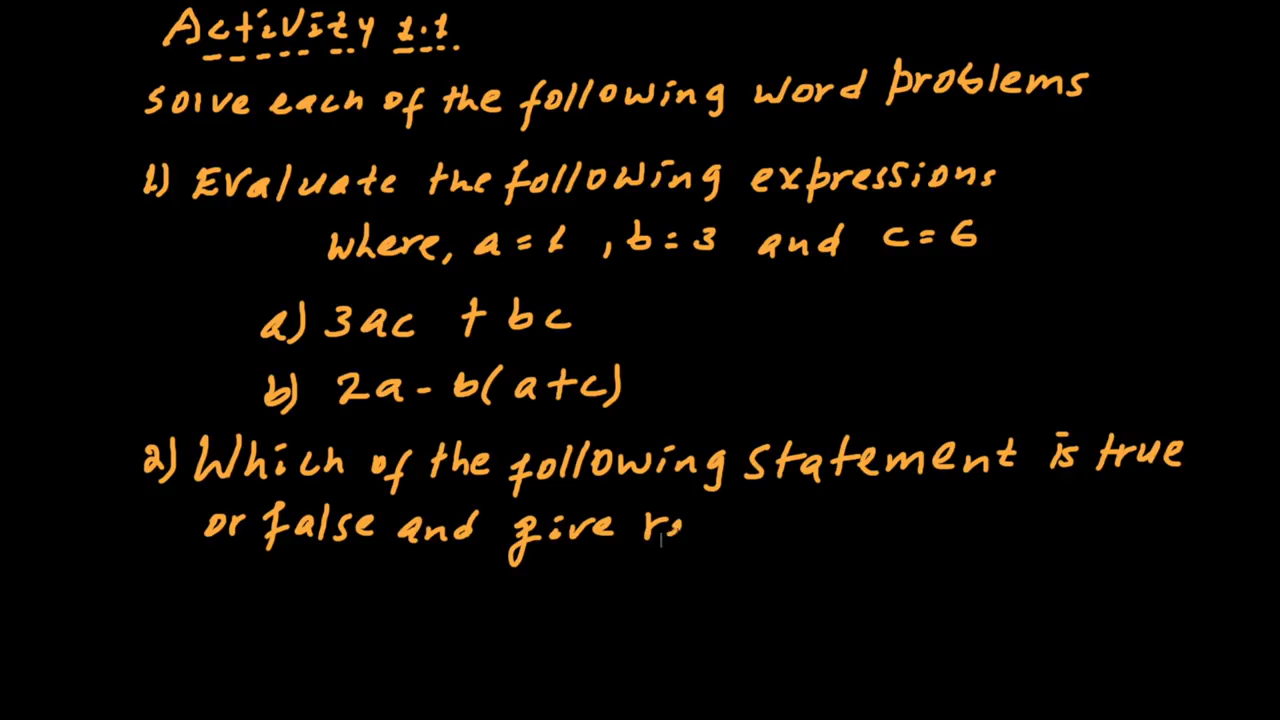 Activity 1.1
solve each of the following word problems
1) Evaluate the following expressions
where, a = 1 , b = 3 and c = 6
a) 3ac + bc
b) 2a - b( a+c)
2) Which of the following statement is true
or false and give